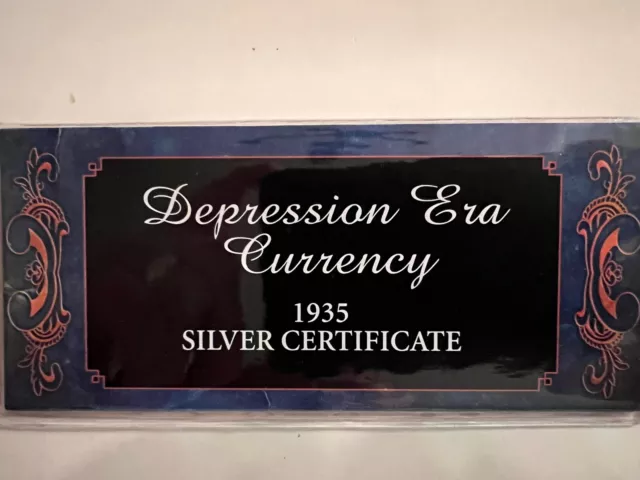 Depression Era
Currency
1935
SILVER CERTIFICATE